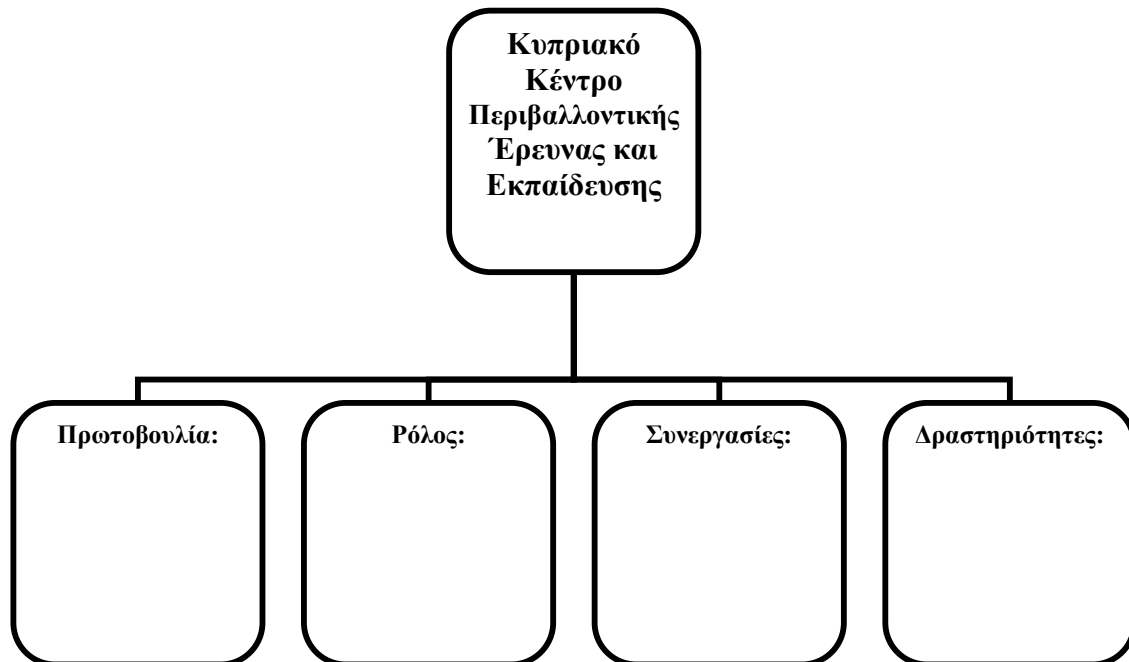 Κυπριακό
Κέντρο
Περιβαλλοντικής
Έρευνας και
Εκπαίδευσης
Πρωτοβουλία:
Ρόλος:
Συνεργασίες:
Δραστηριότητες: